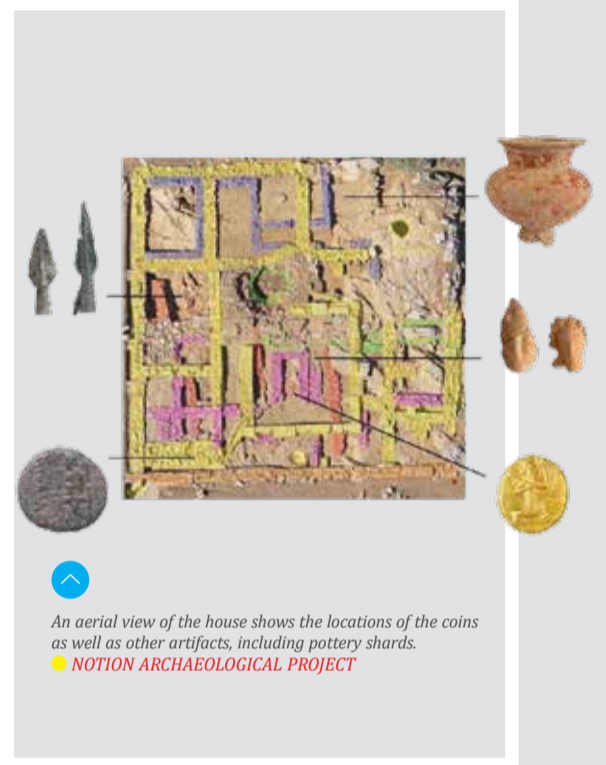 An aerial view of the house shows the locations of the coins
as well as other artifacts, including pottery shards.
NOTION ARCHAEOLOGICAL PROJECT